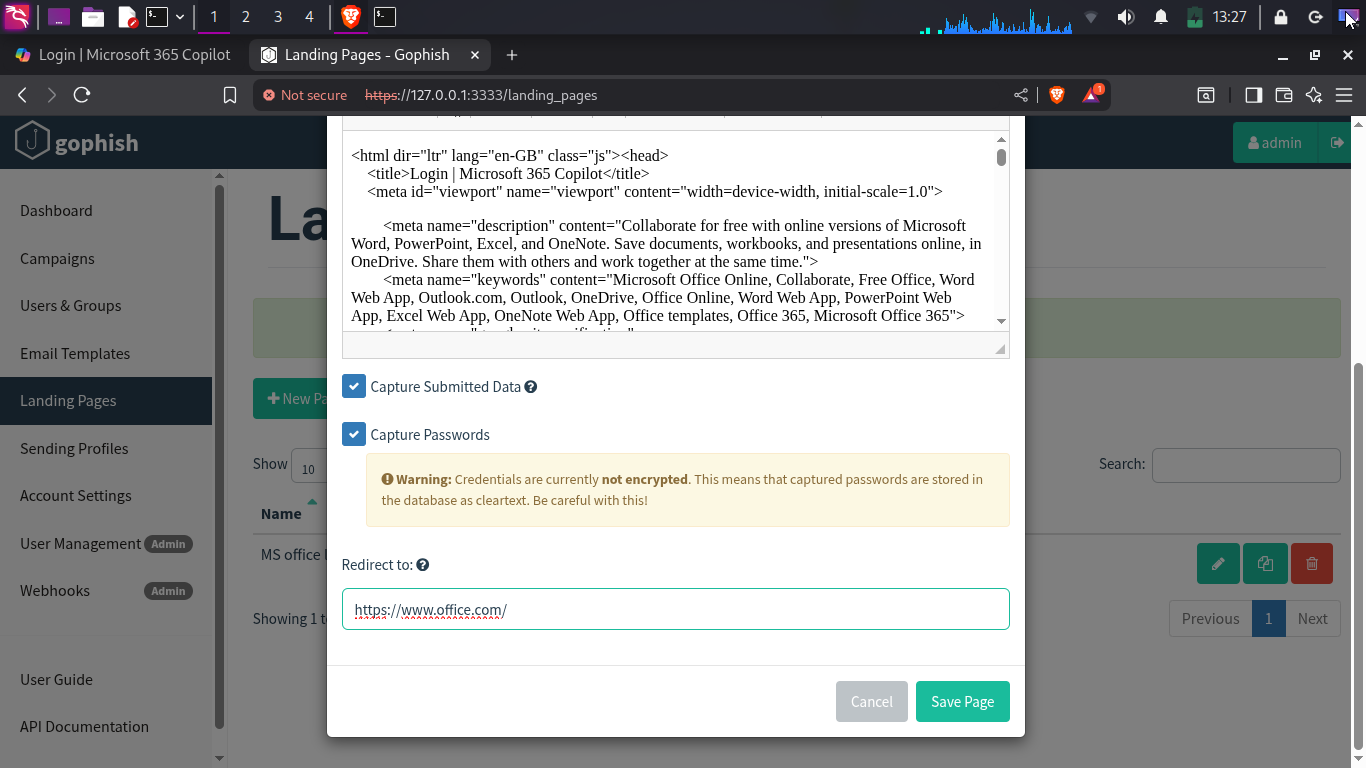 1 2 3 4 13:27
Login | Microsoft 365 Copilot Landing Pages - Gophish
Not secure https://127.0.0.1:3333/landing_pages 1
gophish
admin
Dashboard
Campaigns
Users & Groups
Email Templates
Landing Pages
Sending Profiles
Account Settings
User Management Admin
Webhooks Admin
User Guide
API Documentation
La
New Pa
Show 10
Search:
Name
MS office
Showing 1 t
Previous 1 Next
<html dir="ltr" lang="en-GB" class="js"><head>
<title>Login | Microsoft 365 Copilot</title>
<meta id="viewport" name="viewport" content="width=device-width, initial-scale=1.0">
<meta name="description" content="Collaborate for free with online versions of Microsoft
Word, PowerPoint, Excel, and OneNote. Save documents, workbooks, and presentations online, in
OneDrive. Share them with others and work together at the same time.">
<meta name="keywords" content="Microsoft Office Online, Collaborate, Free Office, Word
Web App, Outlook.com, Outlook, OneDrive, Office Online, Word Web App, PowerPoint Web
App, Excel Web App, OneNote Web App, Office templates, Office 365, Microsoft Office 365">
Capture Submitted Data
Capture Passwords
Warning: Credentials are currently not encrypted. This means that captured passwords are stored in
the database as cleartext. Be careful with this!
Redirect to:
https://www.office.com/
Cancel Save Page